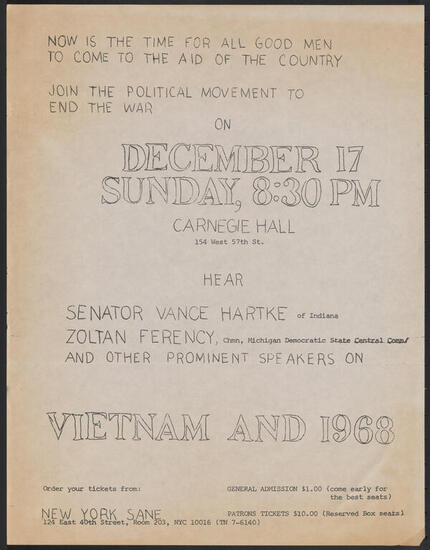 NOW IS THE TIME FOR ALL GOOD MEN
TO COME TO THE AID OF THE COUNTRY
JOIN THE POLITICAL MOVEMENT TO
END THE WAR
ON
DECEMBER 17
SUNDAY, 8:30 PM
CARNEGIE HALL
154 West 57th St.
HEAR
SENATOR VANCE HARTKE of Indiana
ZOLTAN FERENCY, Chmn, Michigan Democratic State Central Comm
AND OTHER PROMINENT SPEAKERS ON
VIETNAM AND 1968
Order your tickets from:
GENERAL ADMISSION $1.00 (come early for
the best seats)
NEW YORK SANE
PATRONS TICKETS $10.00 (Reserved Box seats)
124 East 40th Street, Room 203, NYC 10016 (TN 7-6140)